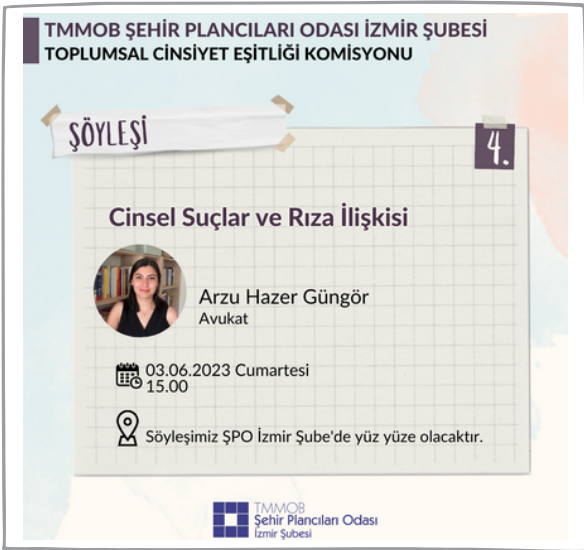 TMMOB ŞEHİR PLANCILARI ODASI İZMİR ŞUBESİ
TOPLUMSAL CİNSİYET EŞİTLİĞİ KOMİSYONU
ŞÖYLEŞİ
4.
Cinsel Suçlar ve Rıza İlişkisi
Arzu Hazer Güngör
Avukat
03.06.2023 Cumartesi
15.00
Söyleşimiz ŞPO İzmir Şube'de yüz yüze olacaktır.
TMMOB
Şehir Plancıları Odası
İzmir Şubesi